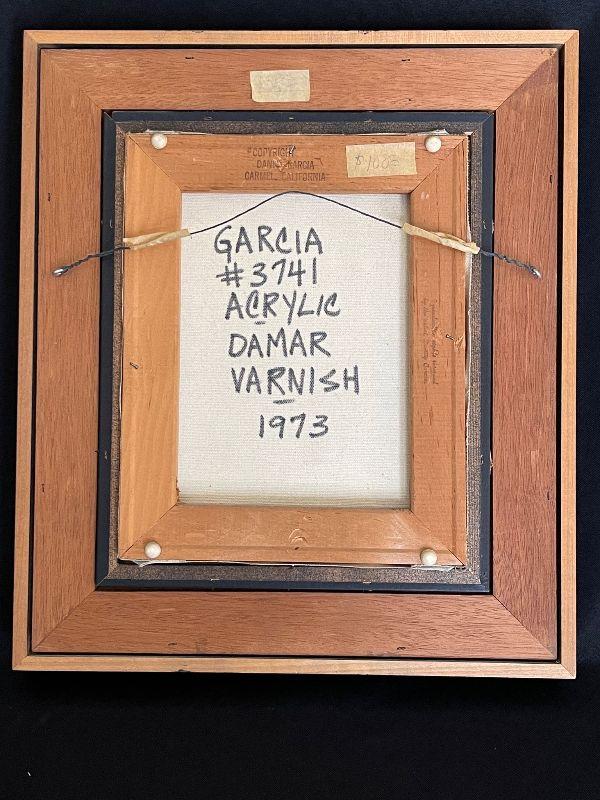 COPYRIGHT
DANNY GARCIA
CARMEL, CALIFORNIA
GARCIA
#3741
ACRYLIC
DAMAR
VARNISH
1973